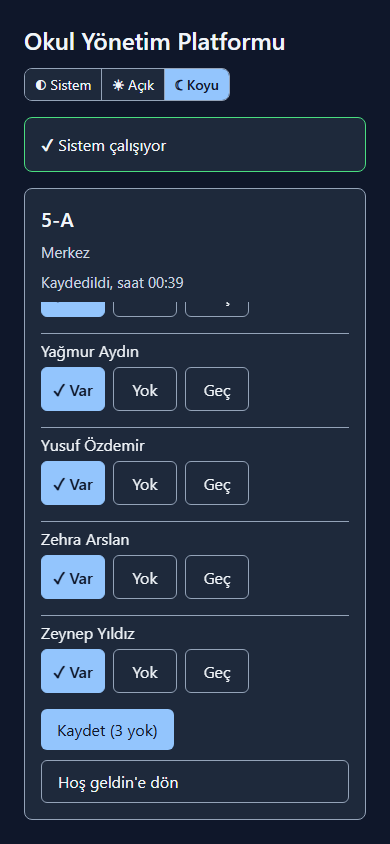 Okul Yönetim Platformu
◐ Sistem ☀ Açık ☾ Koyu
✓ Sistem çalışıyor
5-A
Merkez
Kaydedildi, saat 00:39
Yağmur Aydın
✓ Var Yok Geç
Yusuf Özdemir
✓ Var Yok Geç
Zehra Arslan
✓ Var Yok Geç
Zeynep Yıldız
✓ Var Yok Geç
Kaydet (3 yok)
Hoş geldin'e dön